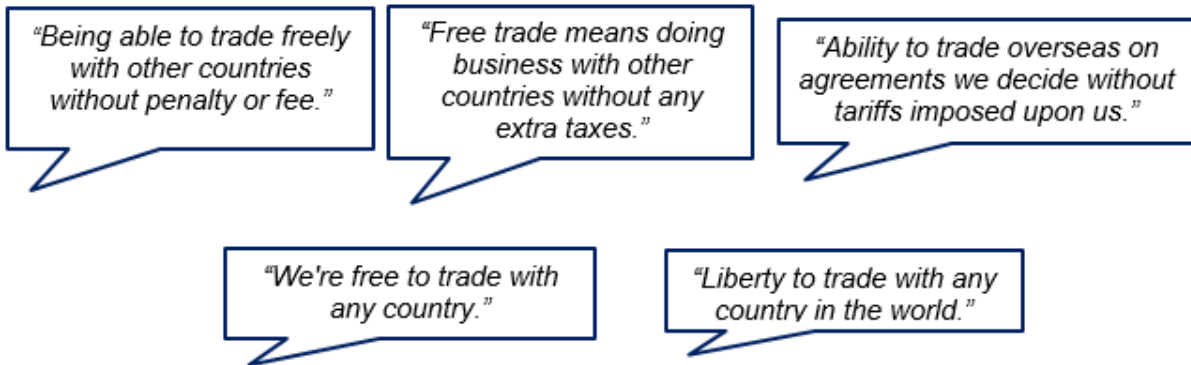 “Being able to trade freely
with other countries
without penalty or fee.”
“Free trade means doing
business with other
countries without any
extra taxes.”
“Ability to trade overseas on
agreements we decide without
tariffs imposed upon us.”
“We're free to trade with
any country.”
“Liberty to trade with any
country in the world.”